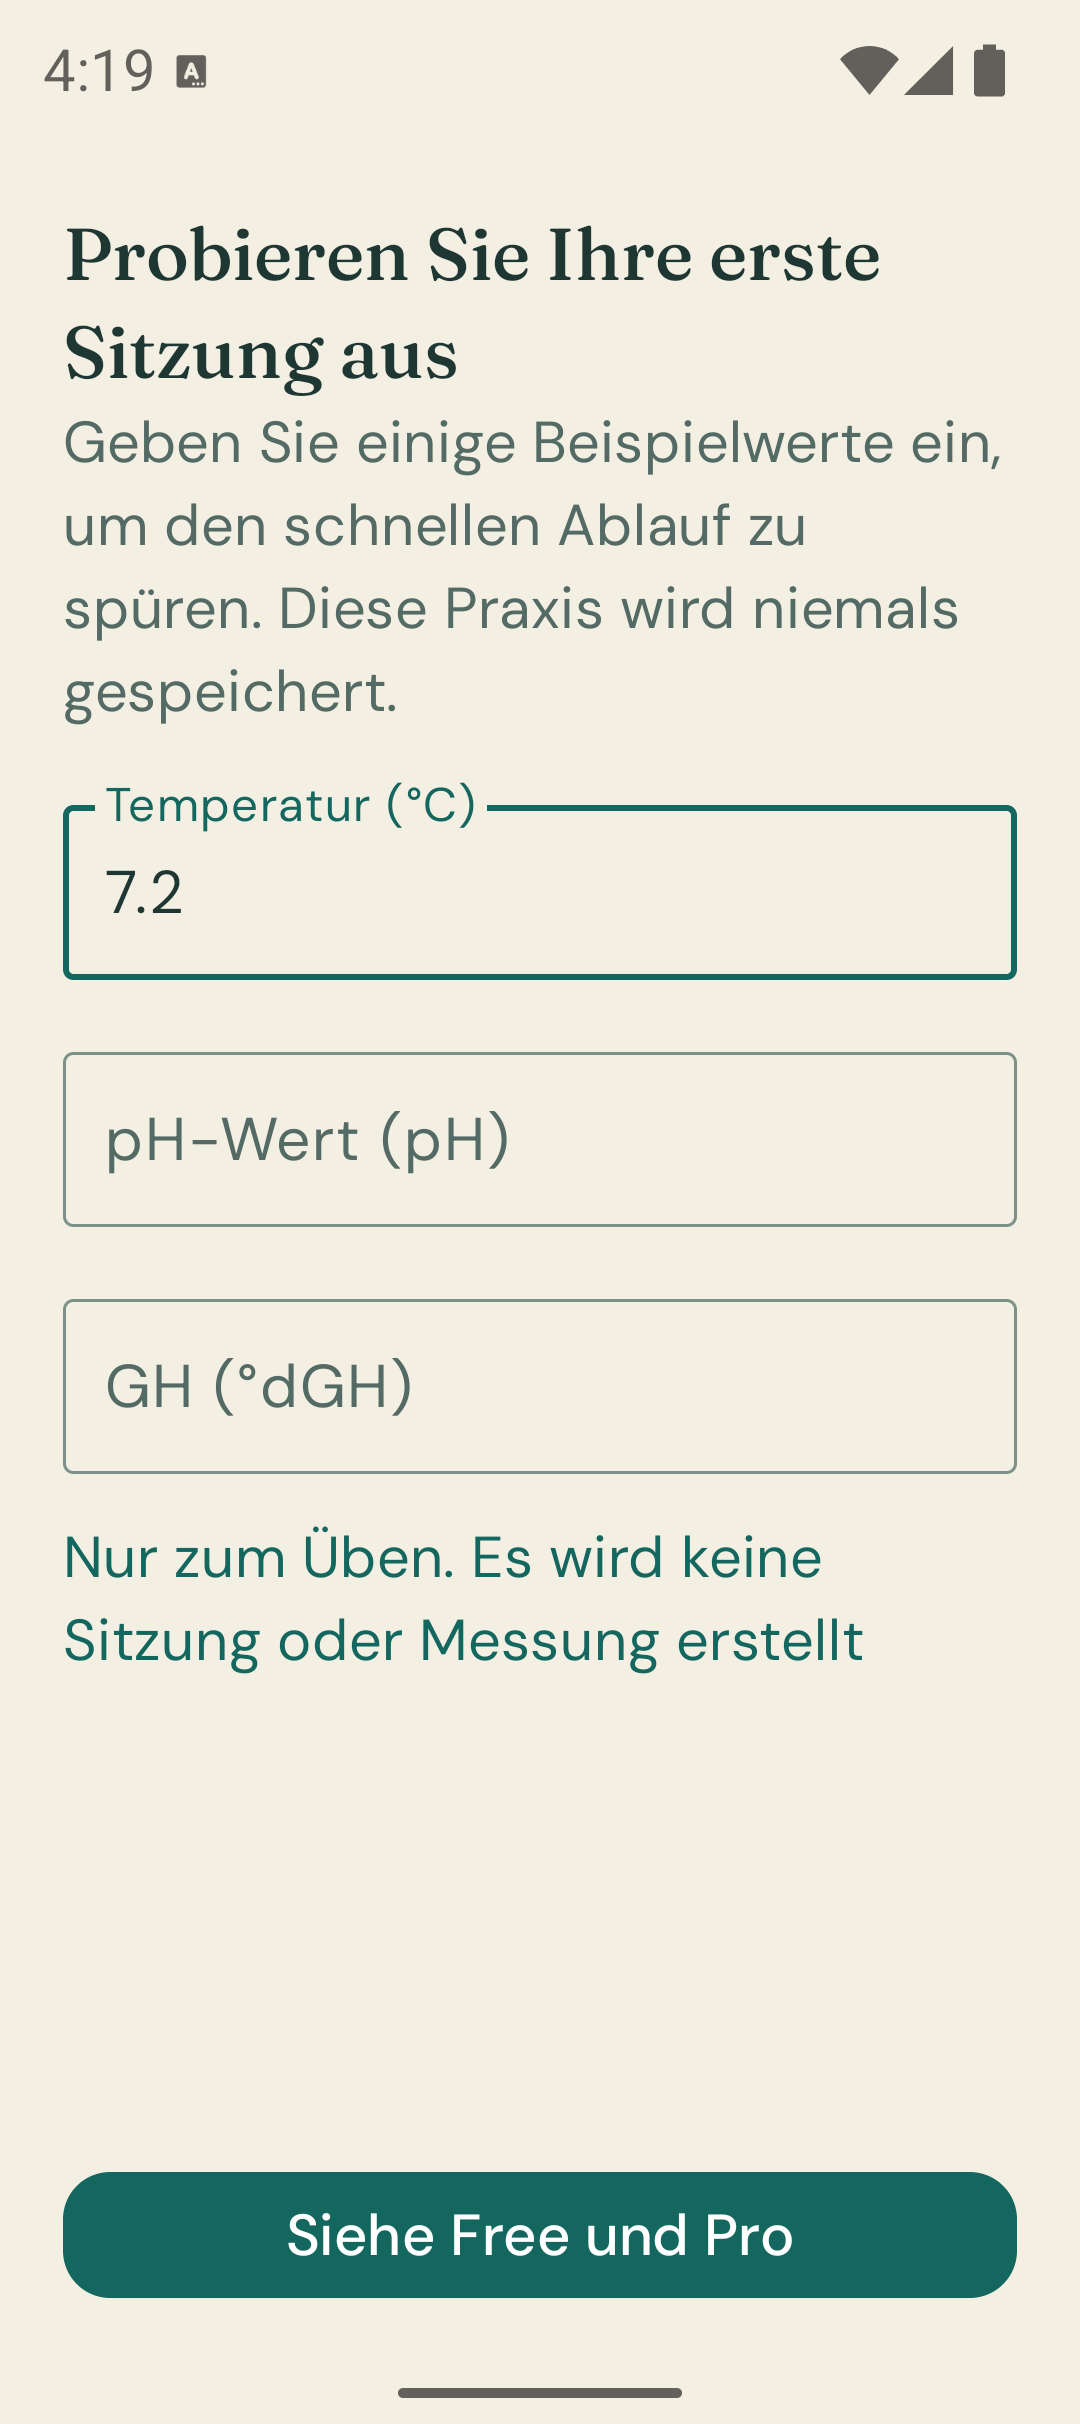 4:19
Probieren Sie Ihre erste
Sitzung aus
Geben Sie einige Beispielwerte ein,
um den schnellen Ablauf zu
spüren. Diese Praxis wird niemals
gespeichert.
Temperatur (°C)
7.2
pH-Wert (pH)
GH (°dGH)
Nur zum Üben. Es wird keine
Sitzung oder Messung erstellt
Siehe Free und Pro